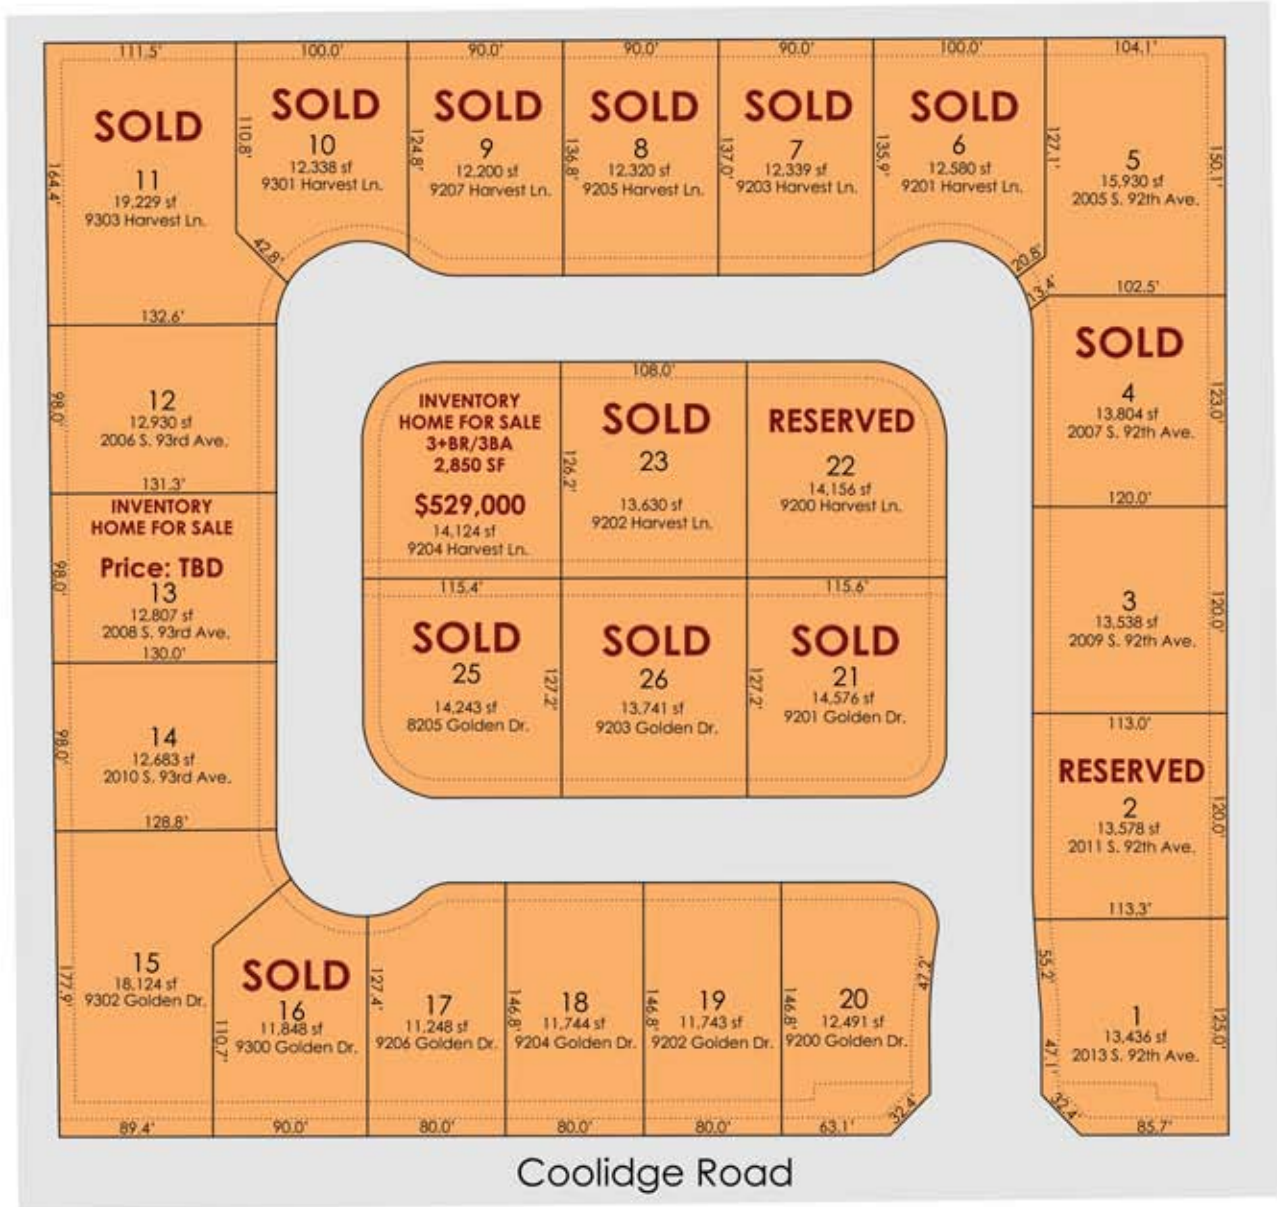 111.5'
100.0'
90.0'
90.0'
90.0'
100.0'
104.1'
SOLD
11
19,229 sf
9303 Harvest Ln.
164.4'
132.6'
110.8'
42.8'
SOLD
10
12,338 sf
9301 Harvest Ln.
124.8'
SOLD
9
12,200 sf
9207 Harvest Ln.
136.8'
SOLD
8
12,320 sf
9205 Harvest Ln.
137.0'
SOLD
7
12,339 sf
9203 Harvest Ln.
135.9'
SOLD
6
12,580 sf
9201 Harvest Ln.
127.1'
20.8'
13.4'
5
15,930 sf
2005 S. 92th Ave.
150.1'
102.5'
12
12,930 sf
2006 S. 93rd Ave.
98.0'
131.3'
INVENTORY
HOME FOR SALE
Price: TBD
13
12,807 sf
2008 S. 93rd Ave.
98.0'
130.0'
14
12,683 sf
2010 S. 93rd Ave.
98.0'
128.8'
15
18,124 sf
9302 Golden Dr.
177.9'
89.4'
INVENTORY
HOME FOR SALE
3+BR/3BA
2,850 SF
$529,000
14,124 sf
9204 Harvest Ln.
126.2'
108.0'
SOLD
23
13,630 sf
9202 Harvest Ln.
RESERVED
22
14,156 sf
9200 Harvest Ln.
115.4'
115.6'
SOLD
25
14,243 sf
8205 Golden Dr.
127.2'
SOLD
26
13,741 sf
9203 Golden Dr.
127.2'
SOLD
21
14,576 sf
9201 Golden Dr.
SOLD
4
13,804 sf
2007 S. 92th Ave.
123.0'
120.0'
3
13,538 sf
2009 S. 92th Ave.
120.0'
113.0'
RESERVED
2
13,578 sf
2011 S. 92th Ave.
120.0'
113.3'
1
13,436 sf
2013 S. 92th Ave.
55.2'
47.1'
125.0'
32.4'
85.7'
SOLD
16
11,848 sf
9300 Golden Dr.
110.7'
90.0'
127.4'
17
11,248 sf
9206 Golden Dr.
80.0'
146.8'
18
11,744 sf
9204 Golden Dr.
80.0'
146.8'
19
11,743 sf
9202 Golden Dr.
80.0'
146.8'
20
12,491 sf
9200 Golden Dr.
47.2'
32.4'
63.1'
Coolidge Road